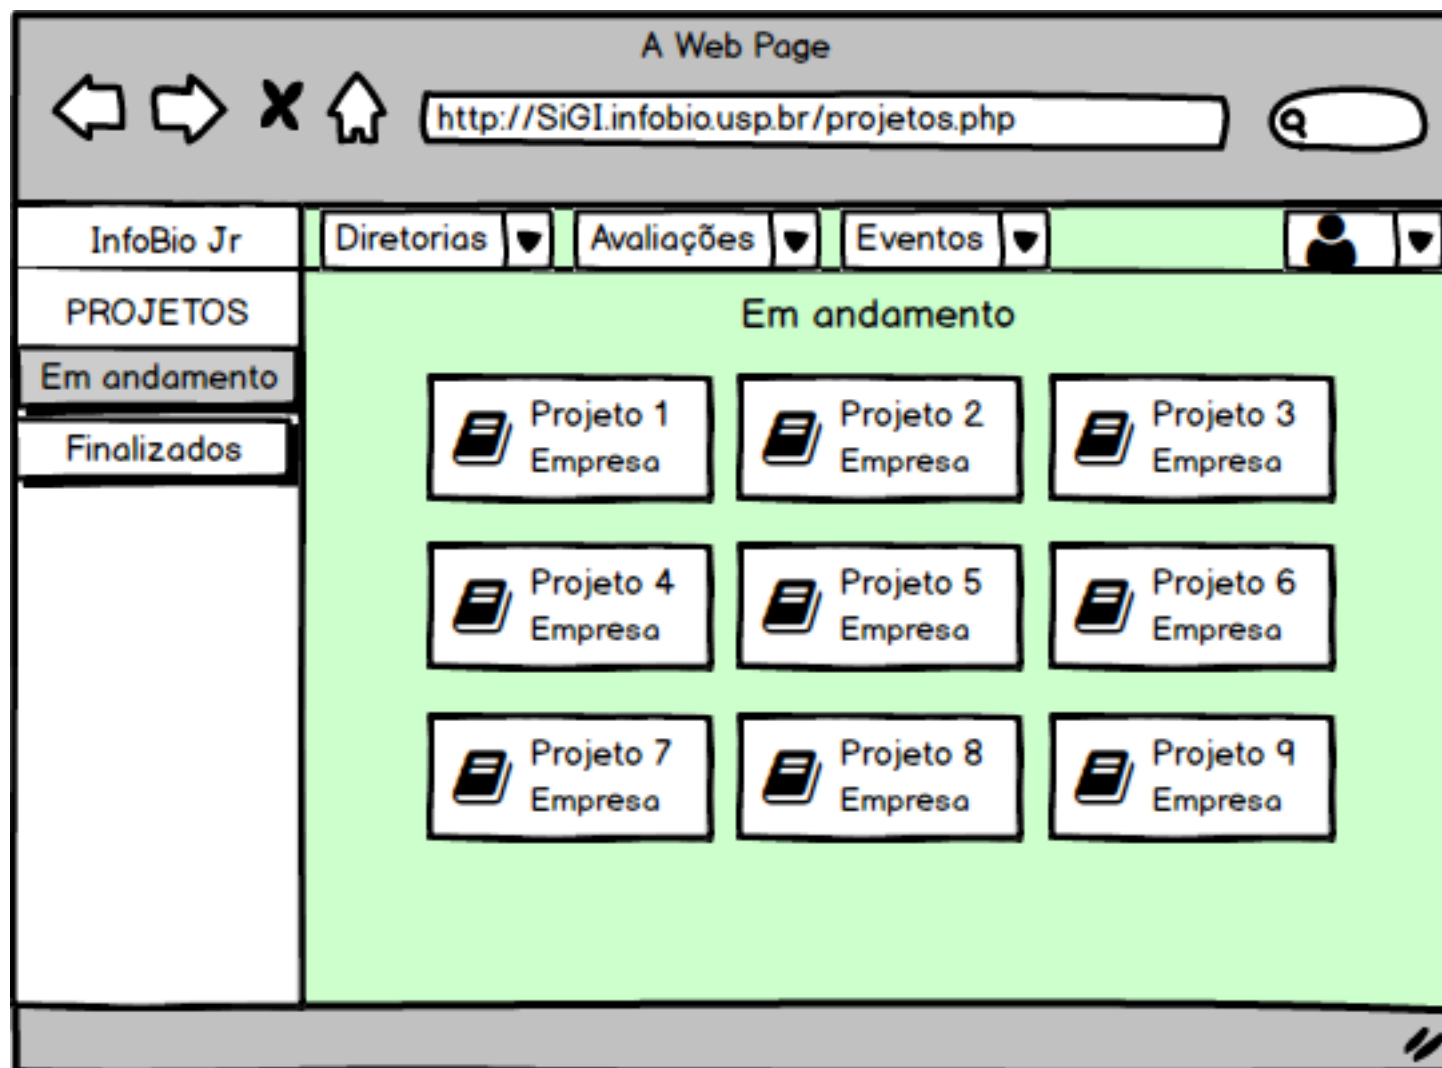 A Web Page
http://SiGI.infobio.usp.br/projetos.php
InfoBio Jr
Diretorias
Avaliações
Eventos
PROJETOS
Em andamento
Finalizados
Em andamento
Projeto 1
Empresa
Projeto 2
Empresa
Projeto 3
Empresa
Projeto 4
Empresa
Projeto 5
Empresa
Projeto 6
Empresa
Projeto 7
Empresa
Projeto 8
Empresa
Projeto 9
Empresa